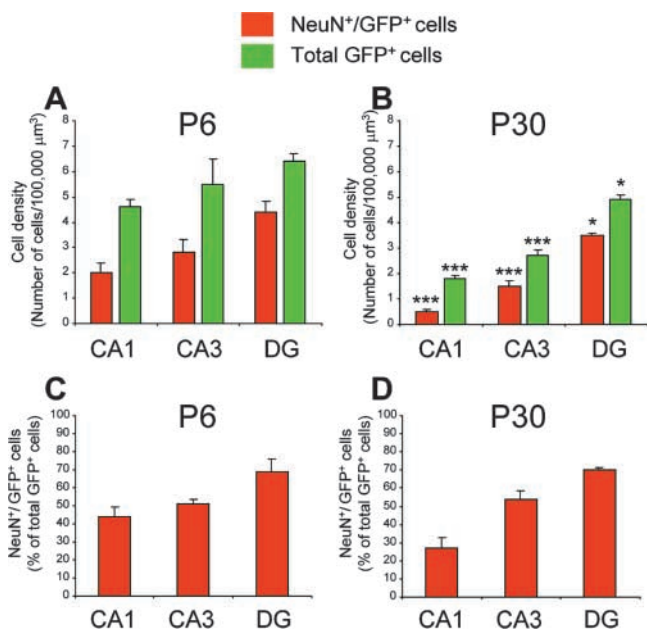 NeuN⁺/GFP⁺ cells
Total GFP⁺ cells
A
P6
Cell density
(Number of cells/100,000 μm³)
8
7
6
5
4
3
2
1
0
CA1 CA3 DG
B
P30
Cell density
(Number of cells/100,000 μm³)
8
7
6
5
4
3
2
1
0
*** *** *** *** * *
CA1 CA3 DG
C
P6
NeuN⁺/ GFP⁺ cells
(% of total GFP⁺ cells)
100
90
80
70
60
50
40
30
20
10
0
CA1 CA3 DG
D
P30
NeuN⁺/ GFP⁺ cells
(% of total GFP⁺ cells)
100
90
80
70
60
50
40
30
20
10
0
CA1 CA3 DG